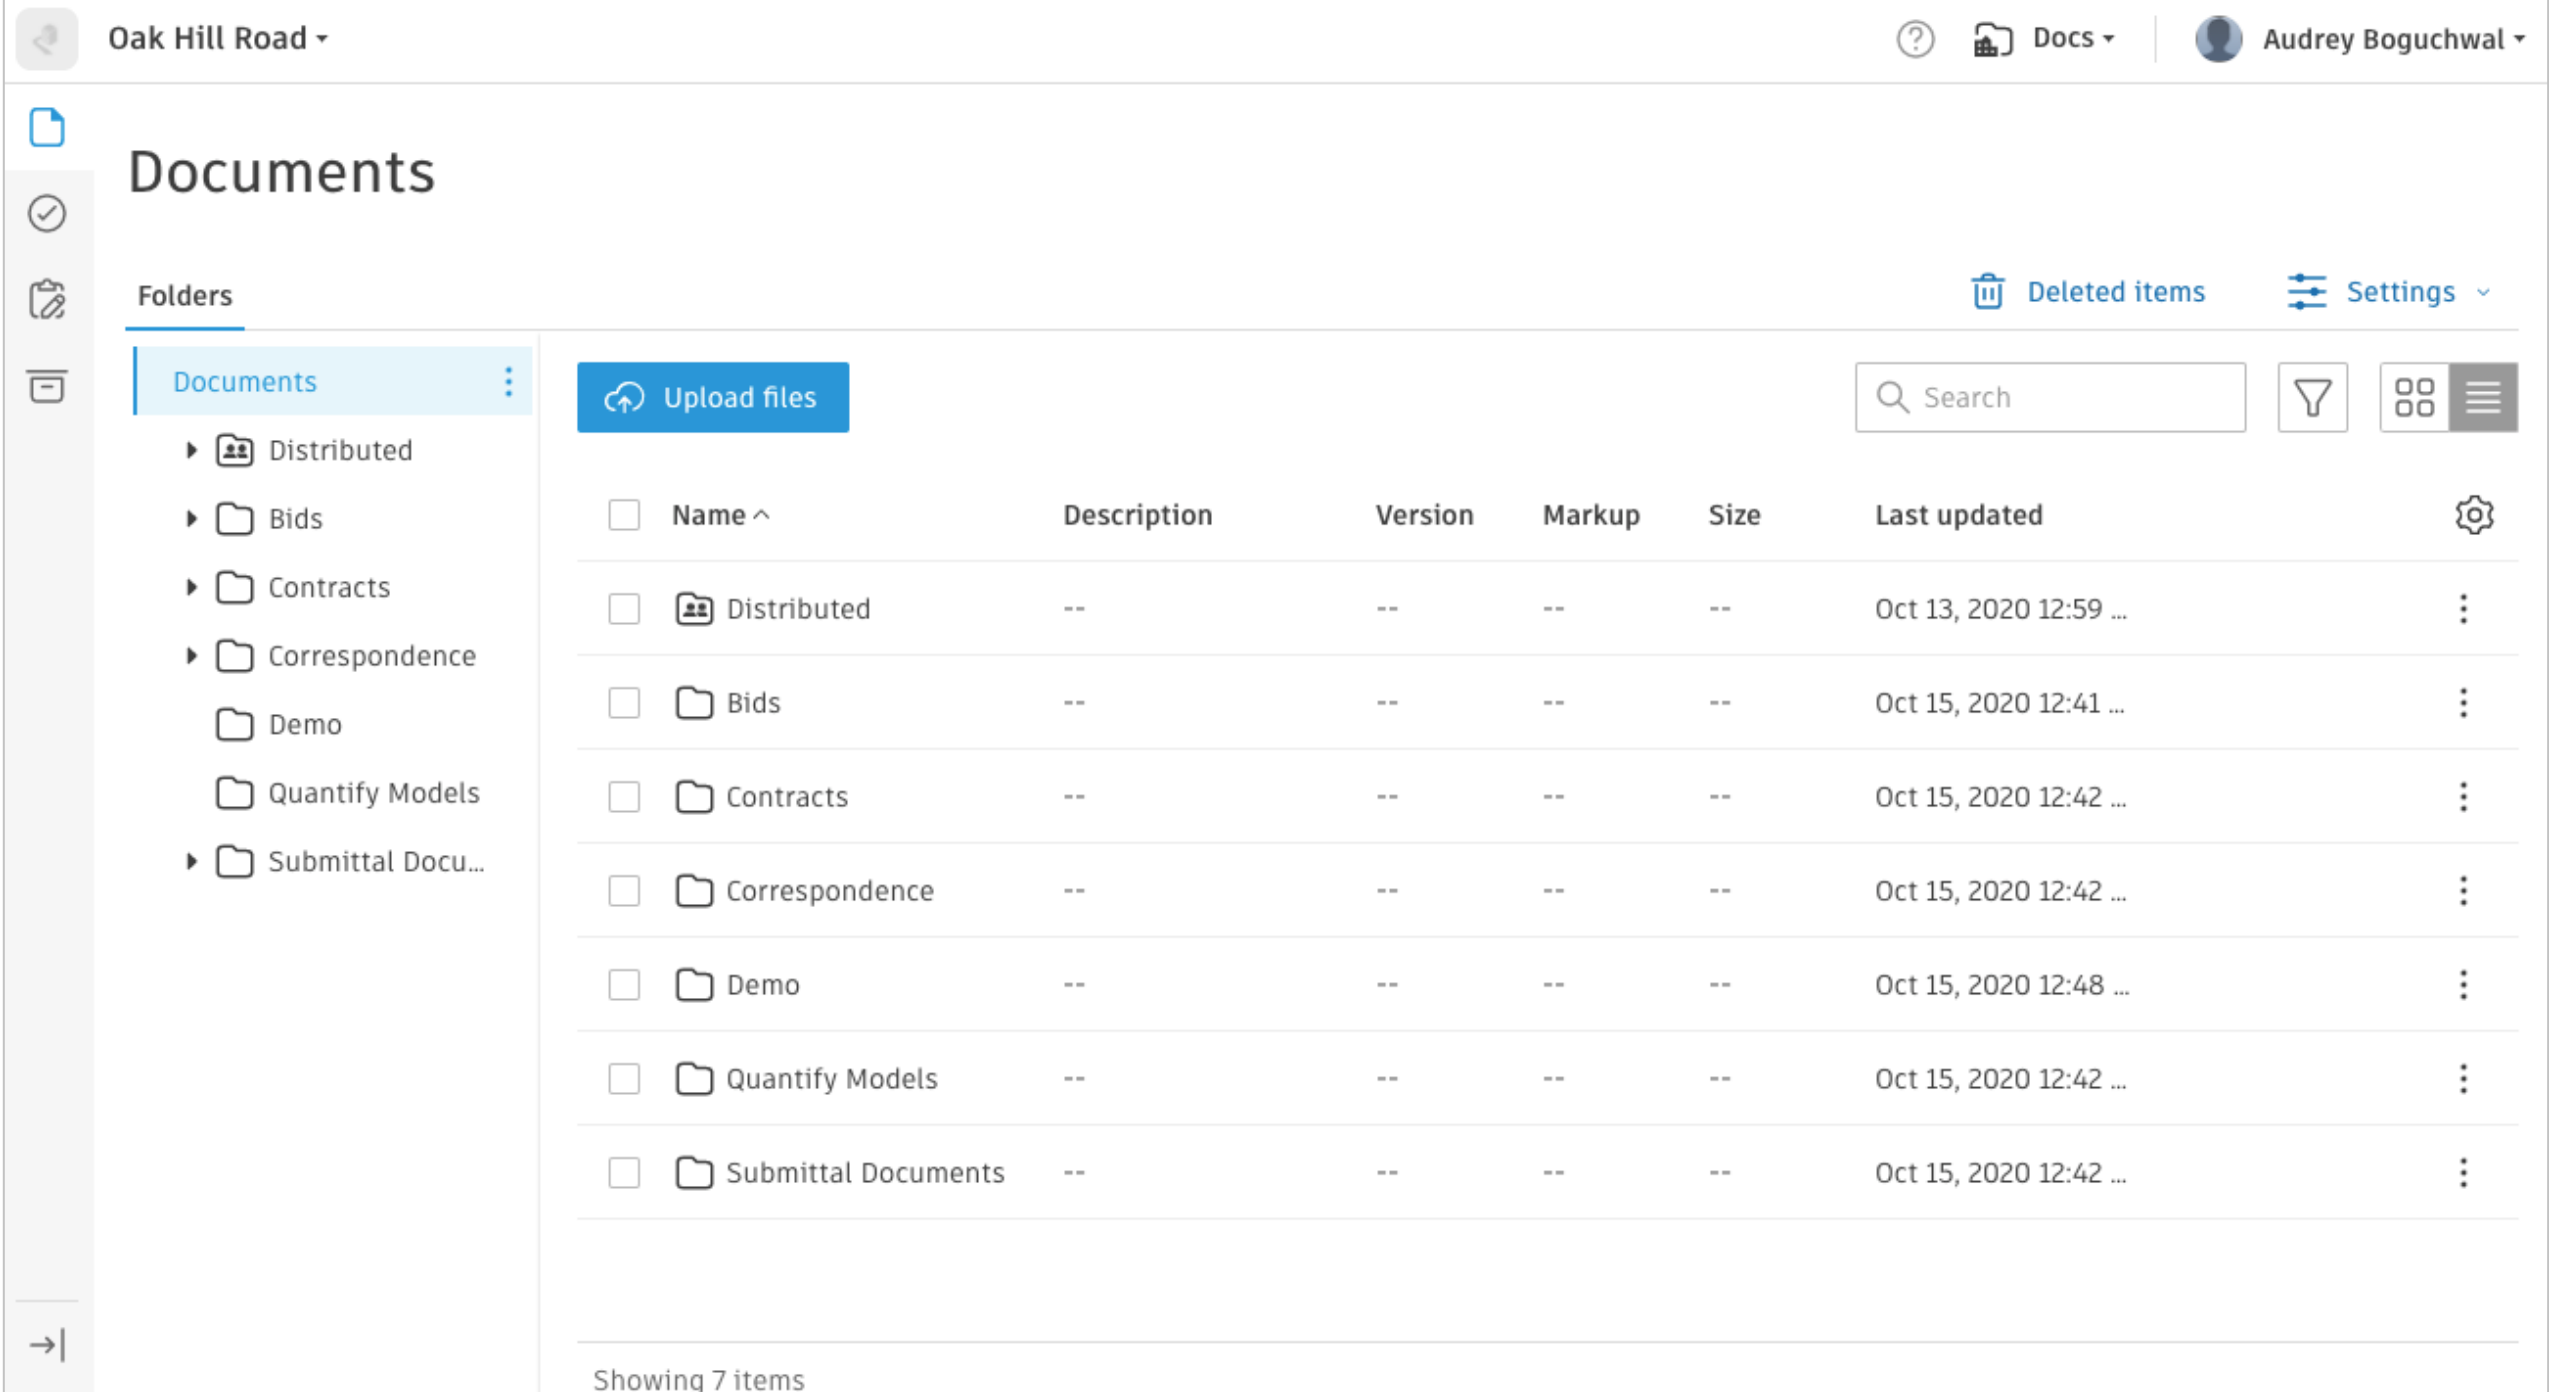 Oak Hill Road
Docs
Audrey Boguchwal
Documents
Folders
Deleted items
Settings
Documents
Distributed
Bids
Contracts
Correspondence
Demo
Quantify Models
Submittal Docu...
Upload files
Search
Name Description Version Markup Size Last updated
Distributed -- -- -- -- Oct 13, 2020 12:59 ...
Bids -- -- -- -- Oct 15, 2020 12:41 ...
Contracts -- -- -- -- Oct 15, 2020 12:42 ...
Correspondence -- -- -- -- Oct 15, 2020 12:42 ...
Demo -- -- -- -- Oct 15, 2020 12:48 ...
Quantify Models -- -- -- -- Oct 15, 2020 12:42 ...
Submittal Documents -- -- -- -- Oct 15, 2020 12:42 ...
Showing 7 items